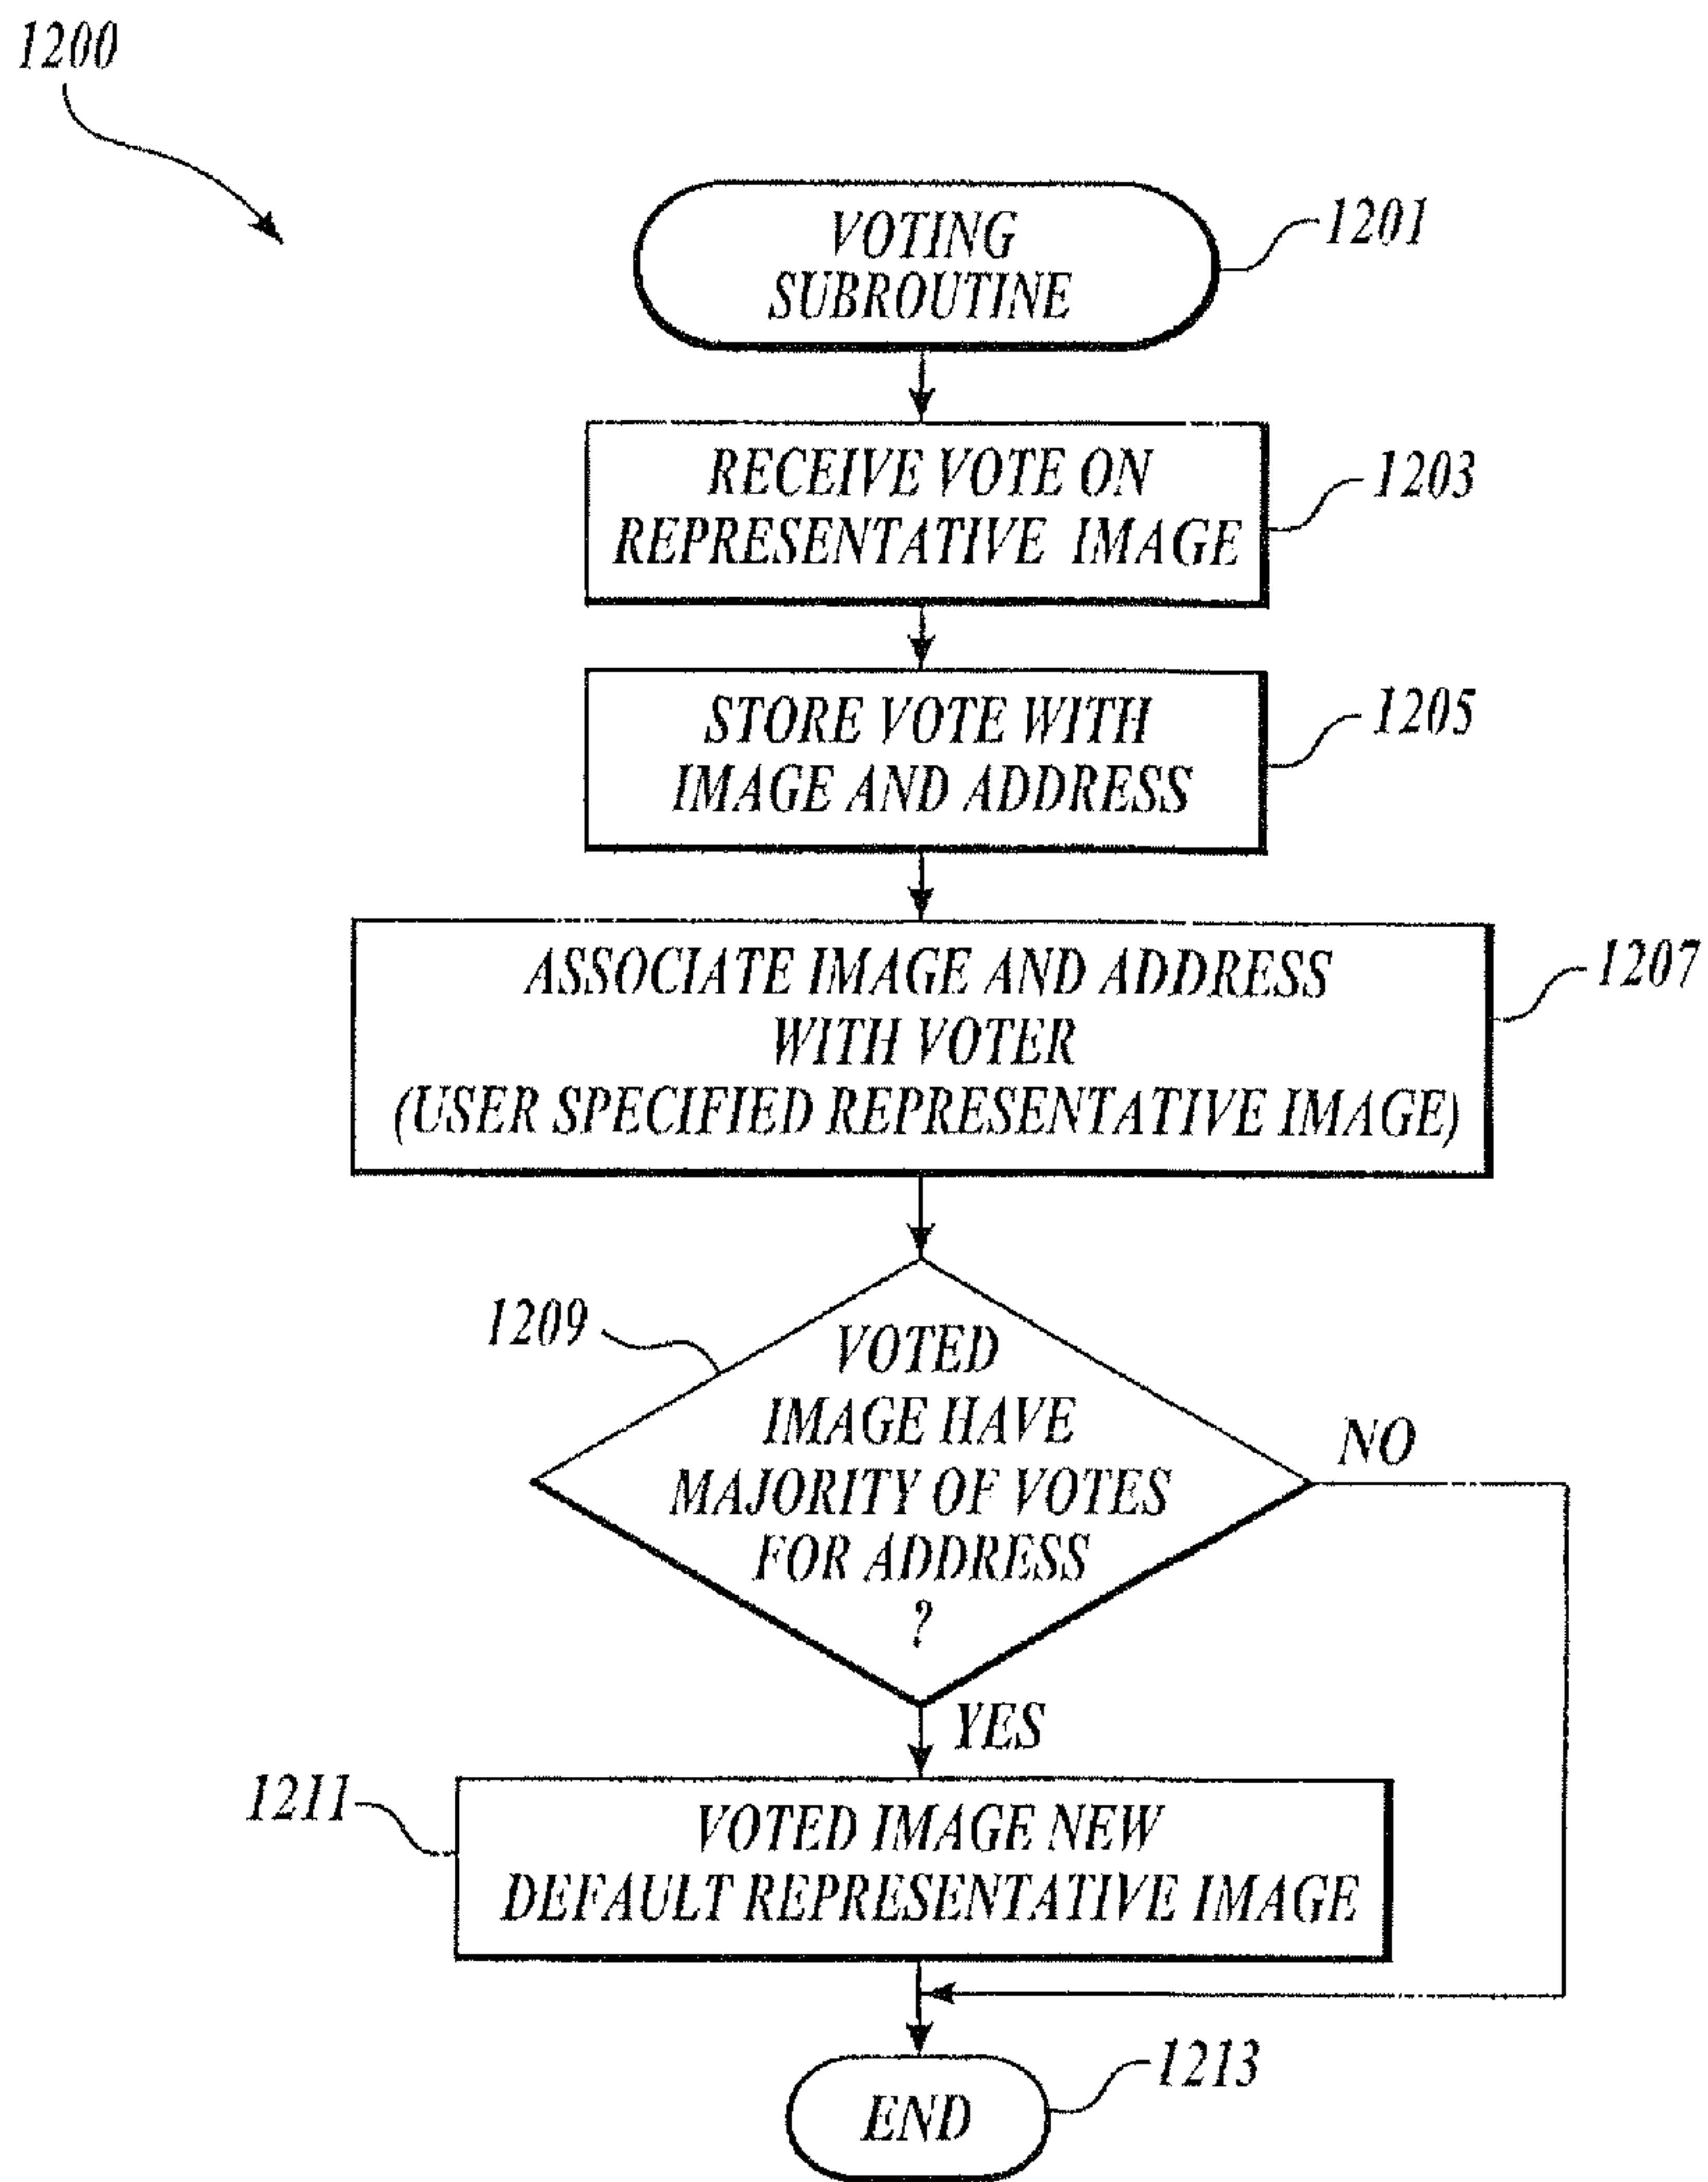 1200
VOTING
SUBROUTINE
1201
RECEIVE VOTE ON
REPRESENTATIVE IMAGE
1203
STORE VOTE WITH
IMAGE AND ADDRESS
1205
ASSOCIATE IMAGE AND ADDRESS
WITH VOTER
(USER SPECIFIED REPRESENTATIVE IMAGE)
1207
1209
VOTED
IMAGE HAVE
MAJORITY OF VOTES
FOR ADDRESS
?
NO
YES
1211
VOTED IMAGE NEW
DEFAULT REPRESENTATIVE IMAGE
1213
END